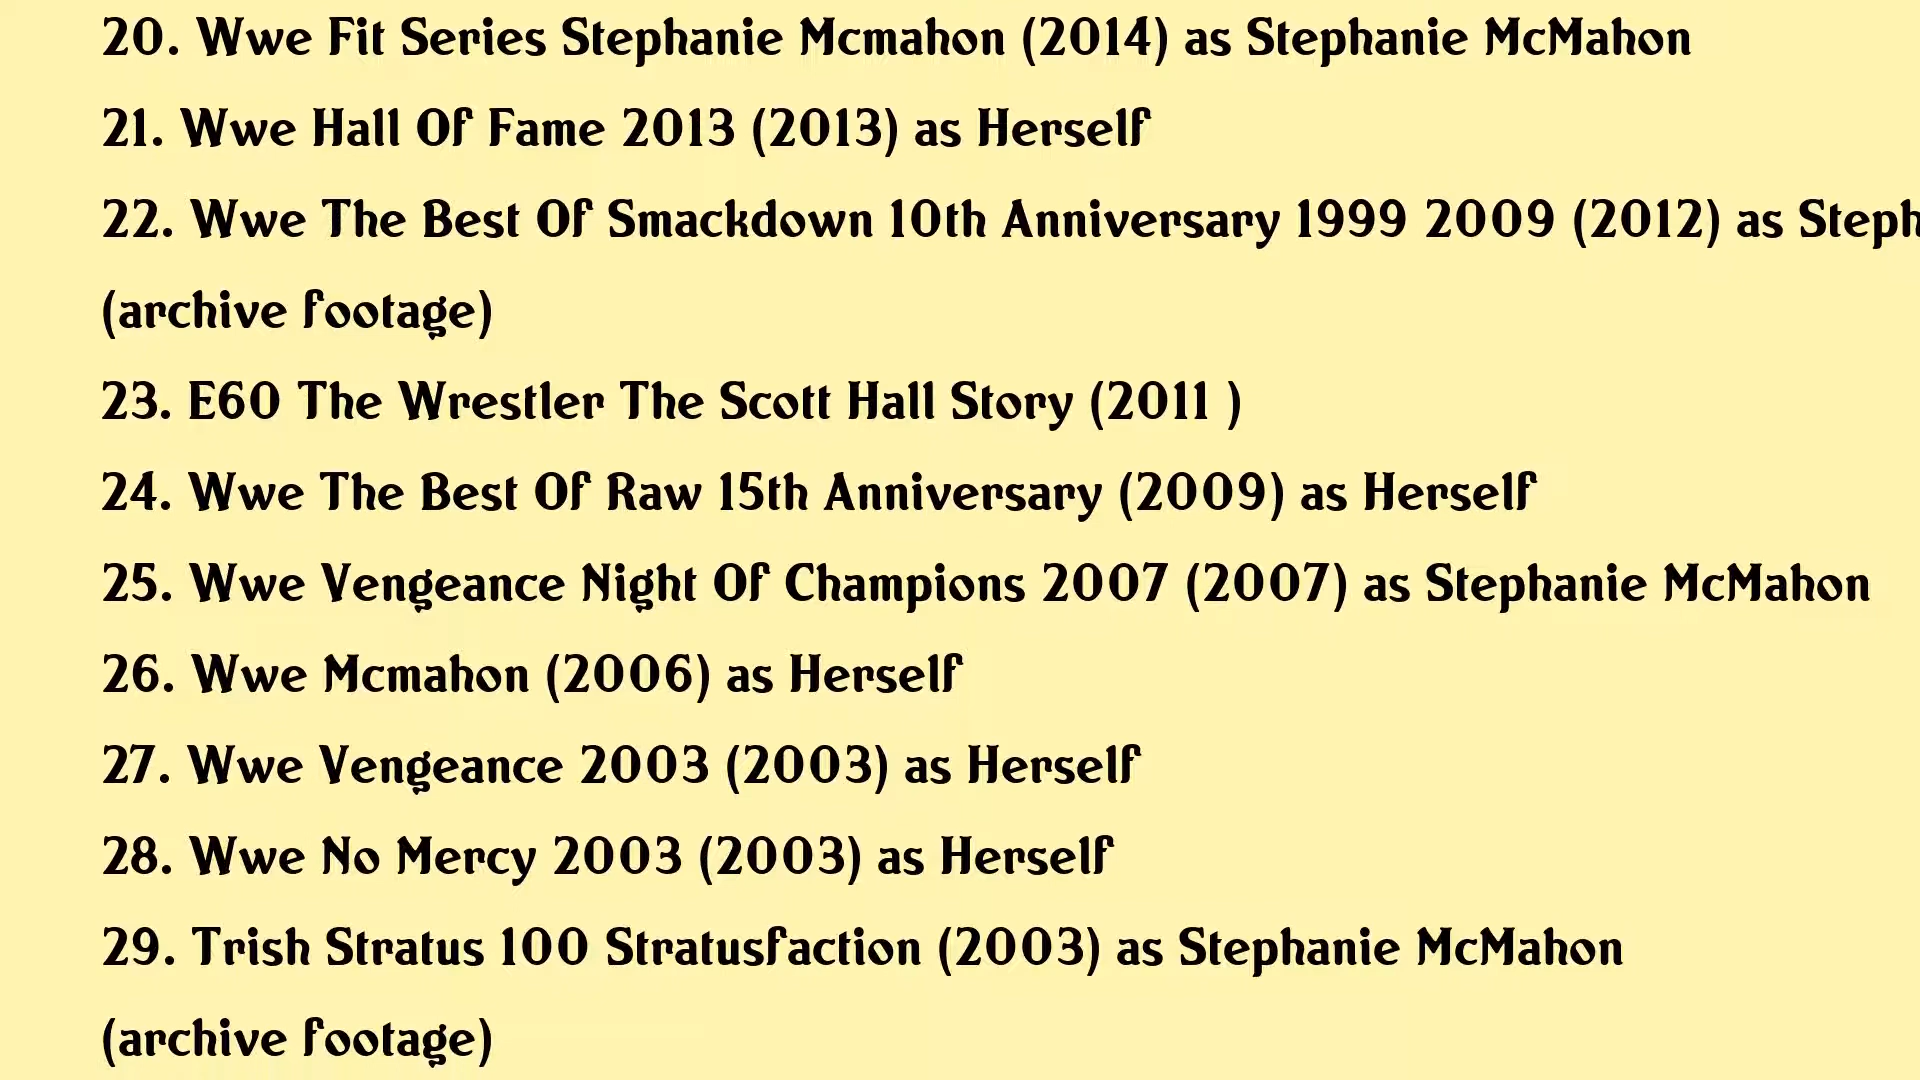 20. Wwe Fit Series Stephanie Mcmahon (2014) as Stephanie McMahon
21. Wwe Hall Of Fame 2013 (2013) as Herself
22. Wwe The Best Of Smackdown 10th Anniversary 1999 2009 (2012) as Steph
(archive footage)
23. E60 The Wrestler The Scott Hall Story (2011 )
24. Wwe The Best Of Raw 15th Anniversary (2009) as Herself
25. Wwe Vengeance Night Of Champions 2007 (2007) as Stephanie McMahon
26. Wwe Mcmahon (2006) as Herself
27. Wwe Vengeance 2003 (2003) as Herself
28. Wwe No Mercy 2003 (2003) as Herself
29. Trish Stratus 100 Stratusfaction (2003) as Stephanie McMahon
(archive footage)